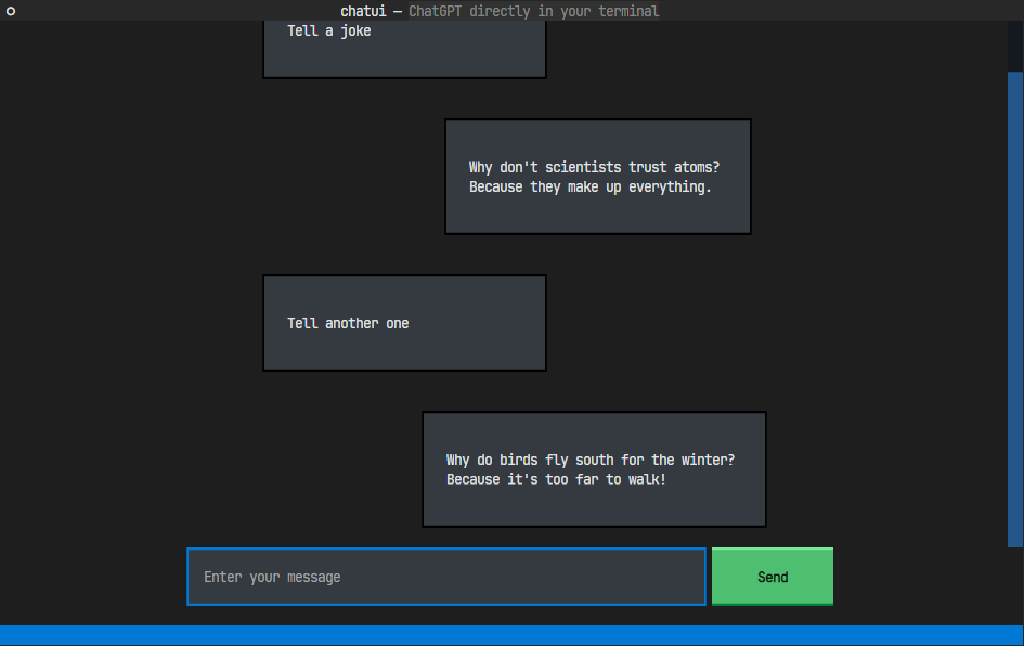 chatui — ChatGPT directly in your terminal
Tell a joke
Why don't scientists trust atoms?
Because they make up everything.
Tell another one
Why do birds fly south for the winter?
Because it's too far to walk!
Enter your message
Send